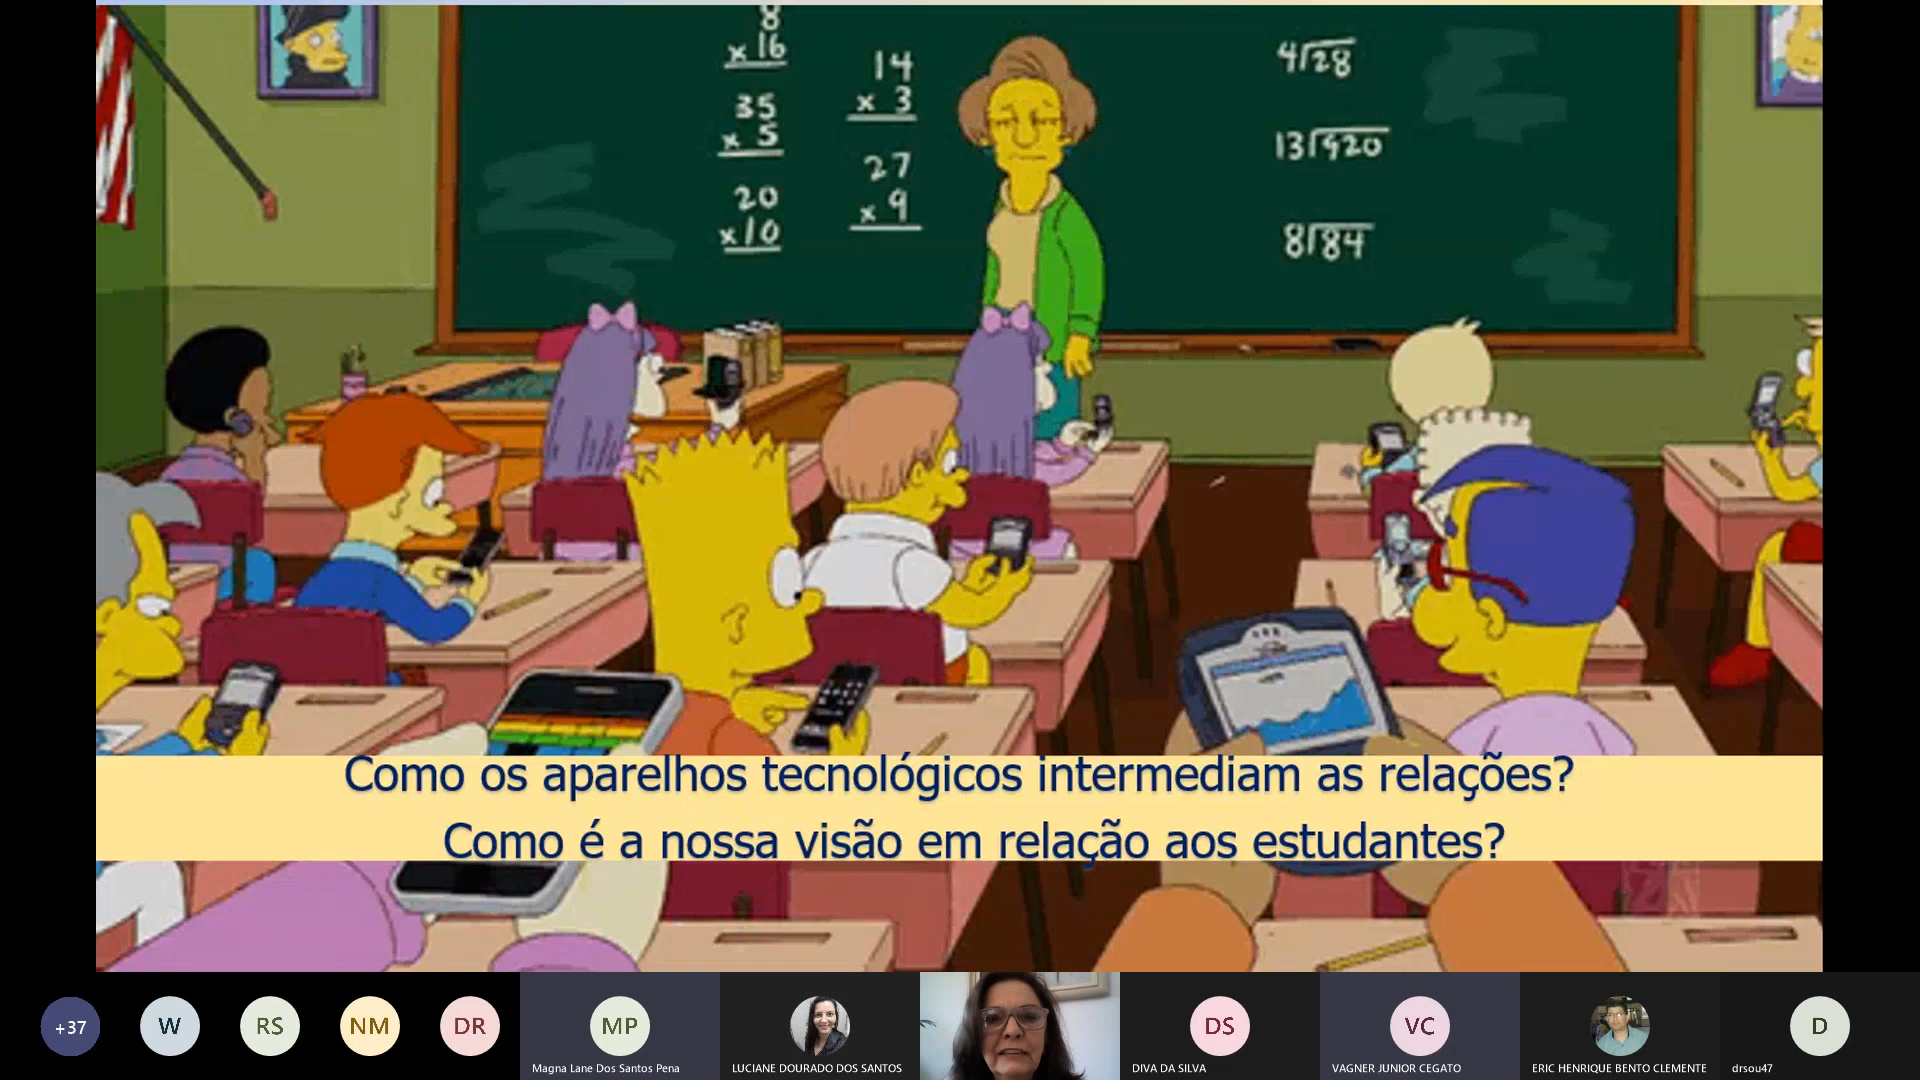 8
x 16
35
x 5
20
x 10
14
x 3
27
x 9
4 28
13 920
8 84
Como os aparelhos tecnológicos intermediam as relações?
Como é a nossa visão em relação aos estudantes?
+37
W
RS
NM
DR
MP
DS
VC
D
Magna Lane Dos Santos Pena
LUCIANE DOURADO DOS SANTOS
DIVA DA SILVA
VAGNER JUNIOR CEGATO
ERIC HENRIQUE BENTO CLEMENTE
drsou47